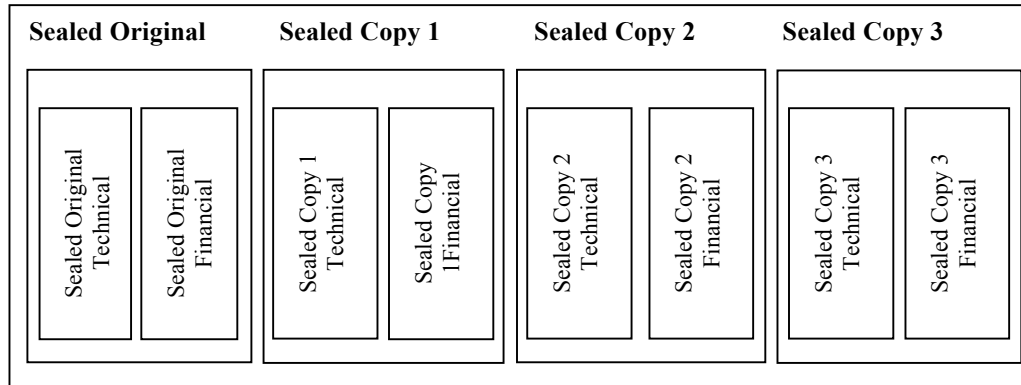 Sealed Original
Sealed Copy 1
Sealed Copy 2
Sealed Copy 3
Sealed Original
Technical
Sealed Original
Financial
Sealed Copy 1
Technical
Sealed Copy
1Financial
Sealed Copy 2
Technical
Sealed Copy 2
Financial
Sealed Copy 3
Technical
Sealed Copy 3
Financial